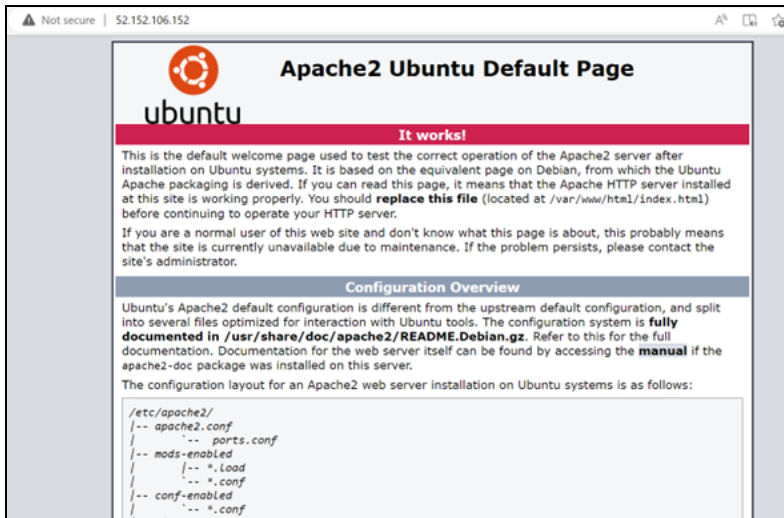 Not secure | 52.152.106.152
ubuntu
Apache2 Ubuntu Default Page
It works!
This is the default welcome page used to test the correct operation of the Apache2 server after
installation on Ubuntu systems. It is based on the equivalent page on Debian, from which the Ubuntu
Apache packaging is derived. If you can read this page, it means that the Apache HTTP server installed
at this site is working properly. You should replace this file (located at /var/www/html/index.html)
before continuing to operate your HTTP server.
If you are a normal user of this web site and don't know what this page is about, this probably means
that the site is currently unavailable due to maintenance. If the problem persists, please contact the
site's administrator.
Configuration Overview
Ubuntu's Apache2 default configuration is different from the upstream default configuration, and split
into several files optimized for interaction with Ubuntu tools. The configuration system is fully
documented in /usr/share/doc/apache2/README.Debian.gz. Refer to this for the full
documentation. Documentation for the web server itself can be found by accessing the manual if the
apache2-doc package was installed on this server.
The configuration layout for an Apache2 web server installation on Ubuntu systems is as follows:
/etc/apache2/
|-- apache2.conf
|       `--  ports.conf
|-- mods-enabled
|       |-- *.load
|       `-- *.conf
|-- conf-enabled
|       `-- *.conf